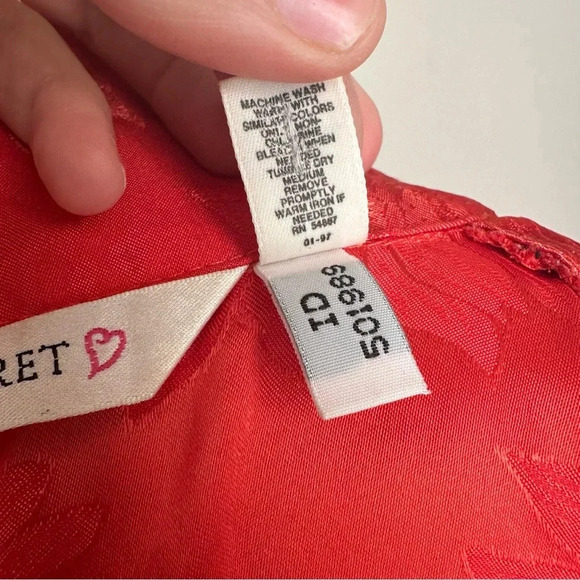 MACHINE WASH
WARM WITH
SIMILAR COLORS
ONLY NON-
CHLORINE
BLEACH WHEN
NEEDED
TUMBLE DRY
MEDIUM
REMOVE
PROMPTLY
WARM IRON IF
NEEDED
RN 54867
01-97
RET
ID
501989